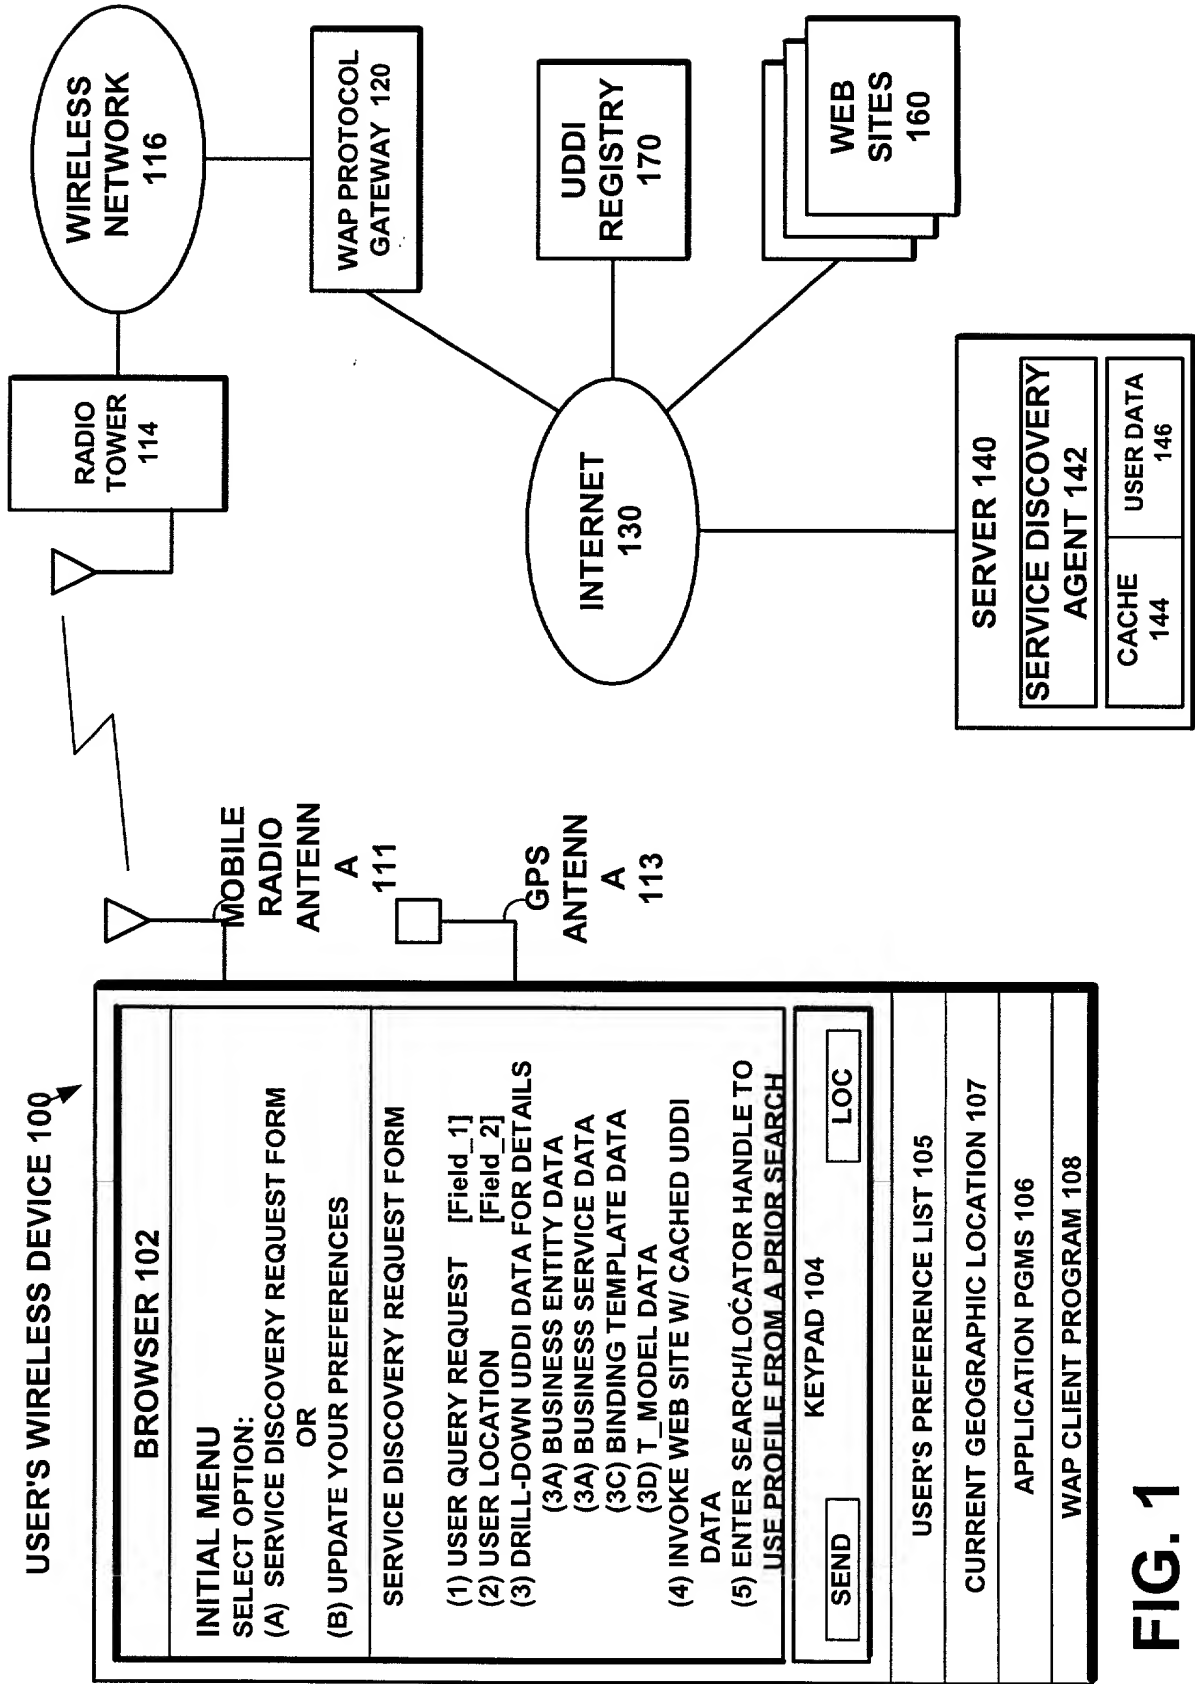 USER'S WIRELESS DEVICE 100
BROWSER 102
INITIAL MENU
SELECT OPTION:
(A) SERVICE DISCOVERY REQUEST FORM
OR
(B) UPDATE YOUR PREFERENCES
SERVICE DISCOVERY REQUEST FORM
(1) USER QUERY REQUEST [Field_1]
(2) USER LOCATION [Field_2]
(3) DRILL-DOWN UDDI DATA FOR DETAILS
(3A) BUSINESS ENTITY DATA
(3A) BUSINESS SERVICE DATA
(3C) BINDING TEMPLATE DATA
(3D) T_MODEL DATA
(4) INVOKE WEB SITE W/ CACHED UDDI
DATA
(5) ENTER SEARCH/LOCATOR HANDLE TO
USE PROFILE FROM A PRIOR SEARCH
KEYPAD 104
SEND
LOC
USER'S PREFERENCE LIST 105
CURRENT GEOGRAPHIC LOCATION 107
APPLICATION PGMS 106
WAP CLIENT PROGRAM 108
MOBILE
RADIO
ANTENN
A
111
GPS
ANTENN
A
113
RADIO
TOWER
114
WIRELESS
NETWORK
116
WAP PROTOCOL
GATEWAY 120
INTERNET
130
UDDI
REGISTRY
170
WEB
SITES
160
SERVER 140
SERVICE DISCOVERY
AGENT 142
CACHE
144
USER DATA
146
FIG. 1